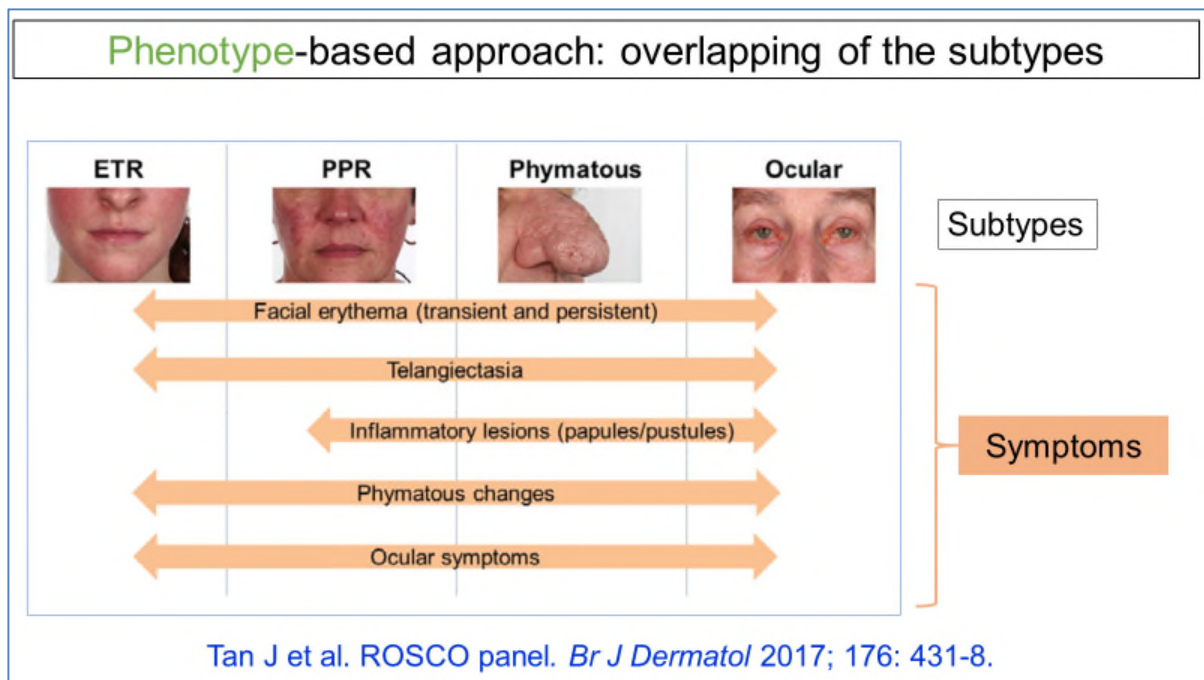 Phenotype-based approach: overlapping of the subtypes
ETR
PPR
Phymatous
Ocular
Subtypes
Facial erythema (transient and persistent)
Telangiectasia
Inflammatory lesions (papules/pustules)
Phymatous changes
Ocular symptoms
Symptoms
Tan J et al. ROSCO panel. Br J Dermatol 2017; 176: 431-8.